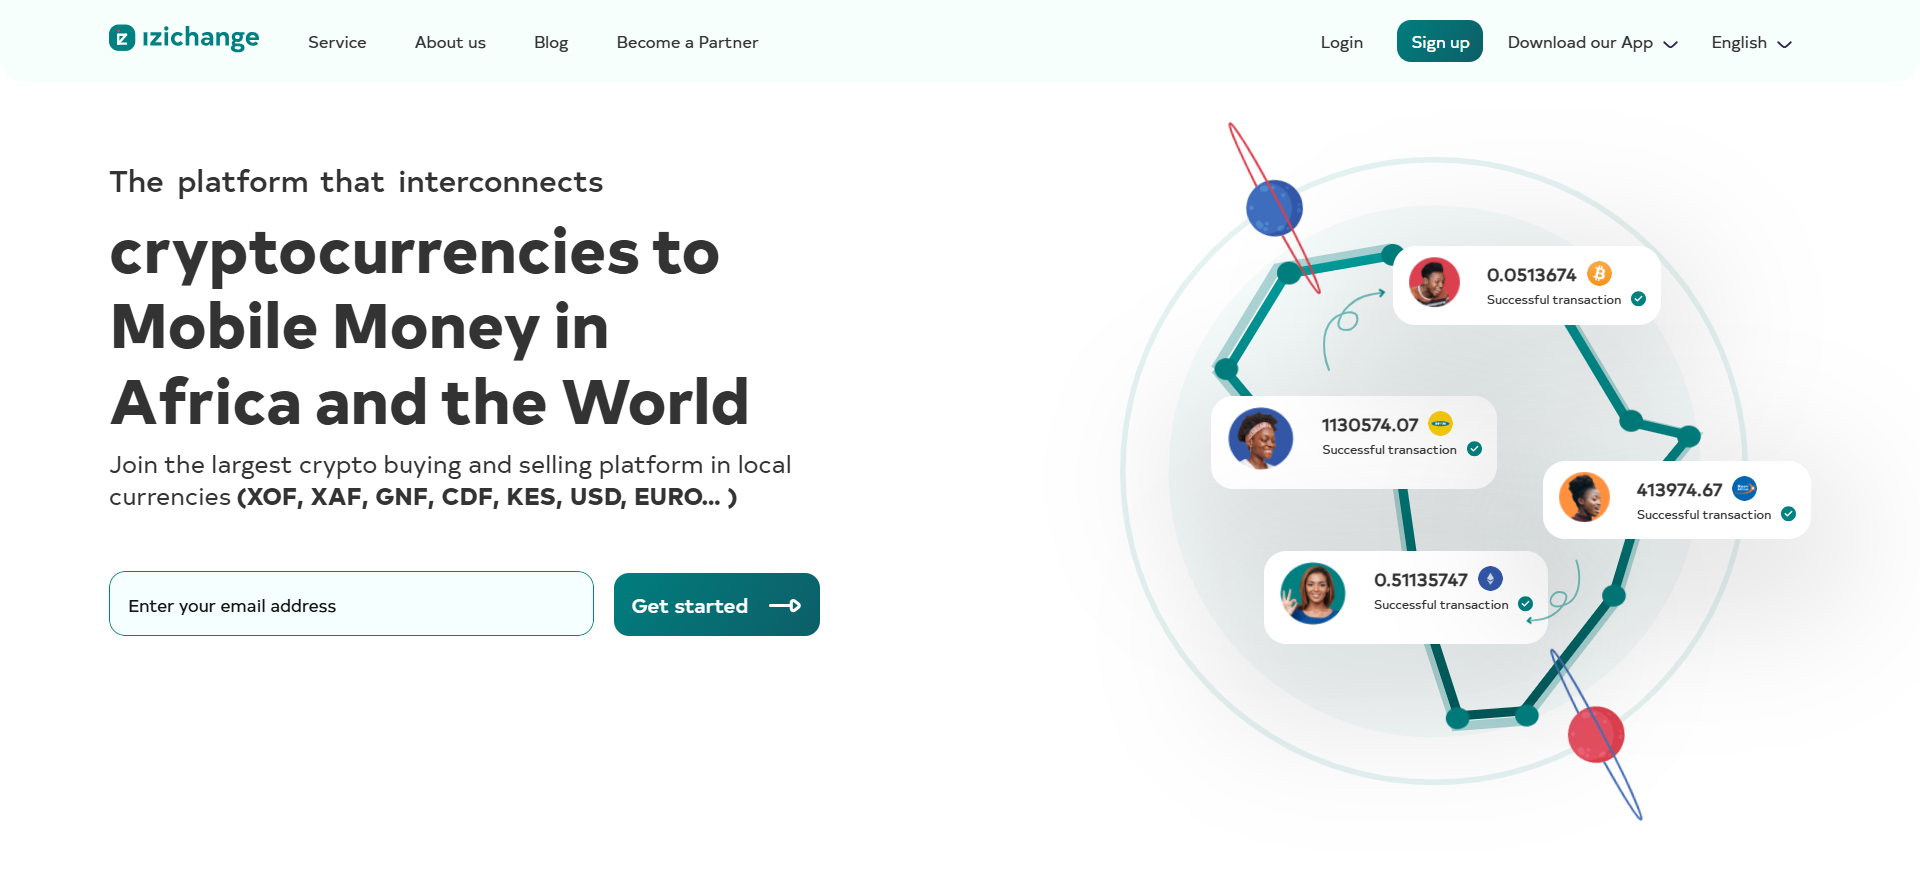 izichange
Service
About us
Blog
Become a Partner
Login
Sign up
Download our App
English
The platform that interconnects
cryptocurrencies to
Mobile Money in
Africa and the World
Join the largest crypto buying and selling platform in local
currencies (XOF, XAF, GNF, CDF, KES, USD, EURO... )
Enter your email address
Get started
0.0513674
Successful transaction
1130574.07
Successful transaction
413974.67
Successful transaction
0.51135747
Successful transaction